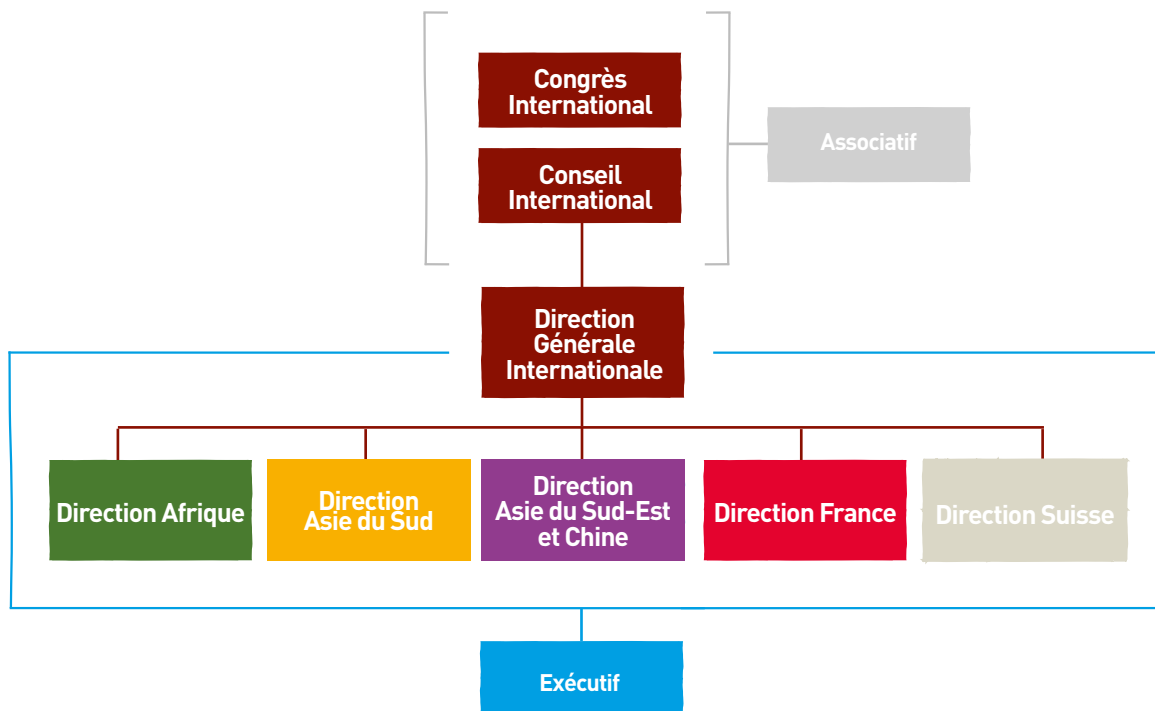 Congrès
International
Associatif
Conseil
International
Direction
Générale
Internationale
Direction Afrique
Direction
Asie du Sud
Direction
Asie du Sud-Est
et Chine
Direction France
Direction Suisse
Exécutif